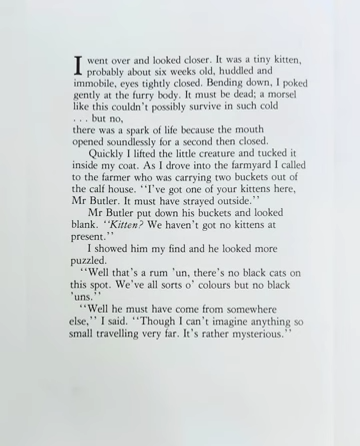 I went over and looked closer. It was a tiny kitten,
probably about six weeks old, huddled and
immobile, eyes tightly closed. Bending down, I poked
gently at the furry body. It must be dead; a morsel
like this couldn't possibly survive in such cold
. . . but no,
there was a spark of life because the mouth
opened soundlessly for a second then closed.
Quickly I lifted the little creature and tucked it
inside my coat. As I drove into the farmyard I called
to the farmer who was carrying two buckets out of
the calf house. ‘‘I've got one of your kittens here,
Mr Butler. It must have strayed outside.’’
Mr Butler put down his buckets and looked
blank. ‘‘Kitten? We haven't got no kittens at
present.’’
I showed him my find and he looked more
puzzled.
‘‘Well that's a rum 'un, there's no black cats on
this spot. We've all sorts o' colours but no black
'uns.’’
‘‘Well he must have come from somewhere
else,’’ I said. ‘‘Though I can't imagine anything so
small travelling very far. It's rather mysterious.’’